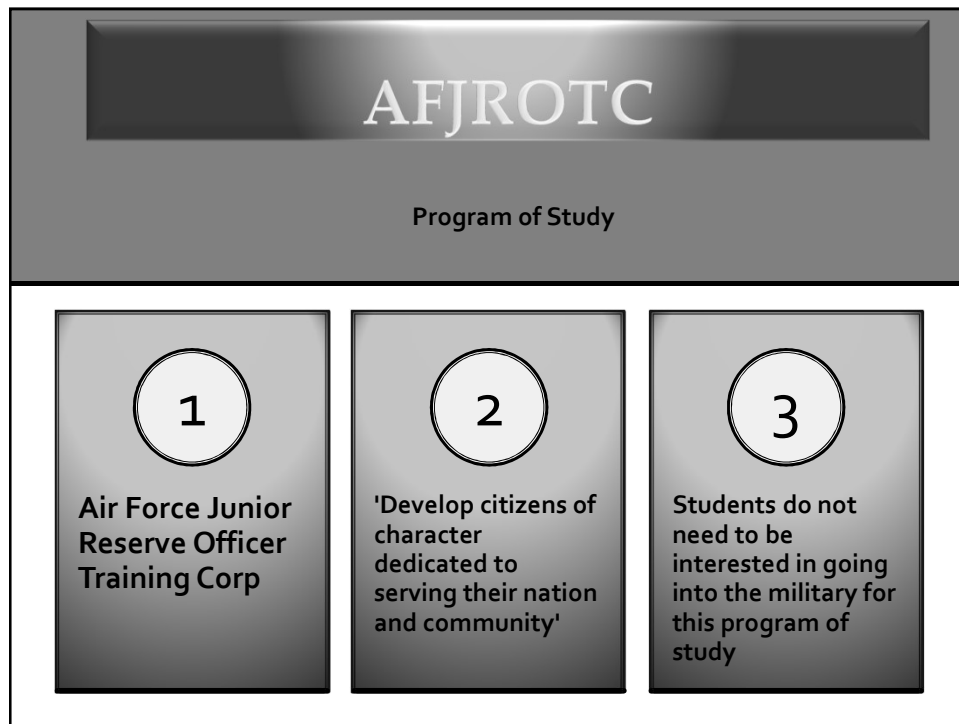 AFJROTC
Program of Study
1
Air Force Junior
Reserve Officer
Training Corp
2
'Develop citizens of
character
dedicated to
serving their nation
and community'
3
Students do not
need to be
interested in going
into the military for
this program of
study